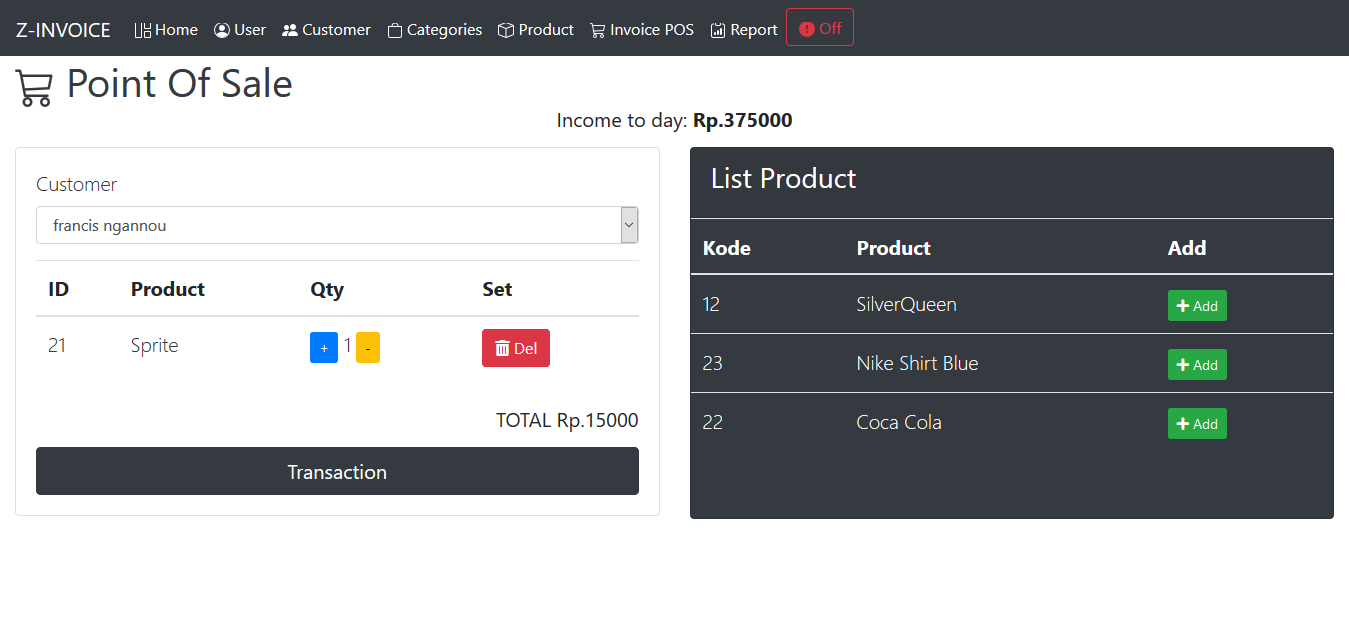 Z-INVOICE Home User Customer Categories Product Invoice POS Report Off
Point Of Sale
Income to day: Rp.375000
Customer
francis ngannou
ID Product Qty Set
21 Sprite + 1 - Del
TOTAL Rp.15000
Transaction
List Product
Kode Product Add
12 SilverQueen Add
23 Nike Shirt Blue Add
22 Coca Cola Add